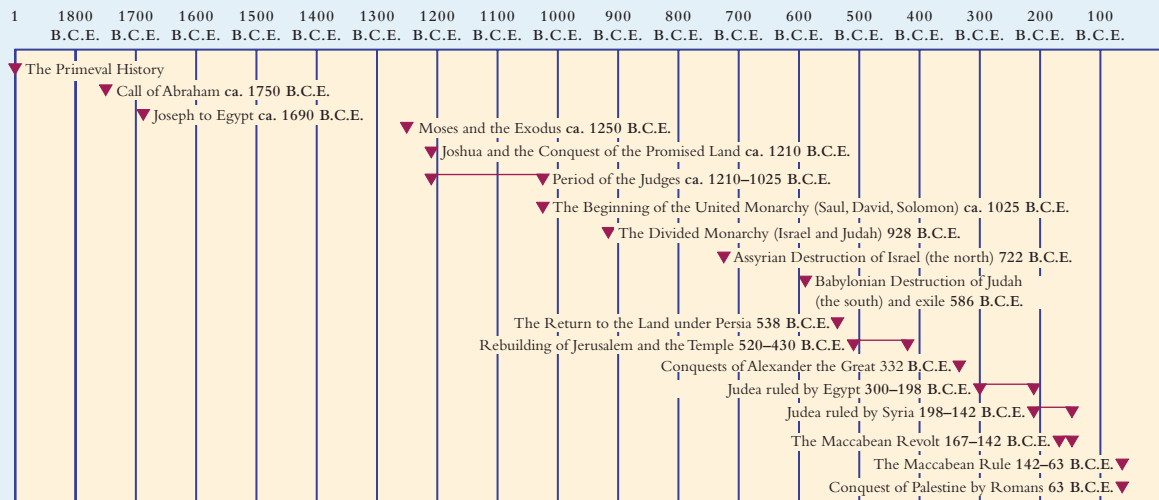 1 1800 1700 1600 1500 1400 1300 1200 1100 1000 900 800 700 600 500 400 300 200 100
B.C.E. B.C.E. B.C.E. B.C.E. B.C.E. B.C.E. B.C.E. B.C.E. B.C.E. B.C.E. B.C.E. B.C.E. B.C.E. B.C.E. B.C.E. B.C.E. B.C.E. B.C.E.
The Primeval History
Call of Abraham ca. 1750 B.C.E.
Joseph to Egypt ca. 1690 B.C.E.
Moses and the Exodus ca. 1250 B.C.E.
Joshua and the Conquest of the Promised Land ca. 1210 B.C.E.
Period of the Judges ca. 1210–1025 B.C.E.
The Beginning of the United Monarchy (Saul, David, Solomon) ca. 1025 B.C.E.
The Divided Monarchy (Israel and Judah) 928 B.C.E.
Assyrian Destruction of Israel (the north) 722 B.C.E.
Babylonian Destruction of Judah
(the south) and exile 586 B.C.E.
The Return to the Land under Persia 538 B.C.E.
Rebuilding of Jerusalem and the Temple 520–430 B.C.E.
Conquests of Alexander the Great 332 B.C.E.
Judea ruled by Egypt 300–198 B.C.E.
Judea ruled by Syria 198–142 B.C.E.
The Maccabean Revolt 167–142 B.C.E.
The Maccabean Rule 142–63 B.C.E.
Conquest of Palestine by Romans 63 B.C.E.